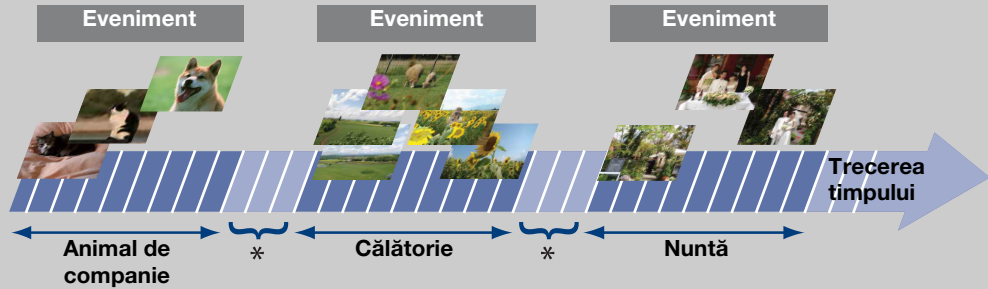 Eveniment
Eveniment
Eveniment
Trecerea
timpului
Animal de
companie
*
Călătorie
*
Nuntă